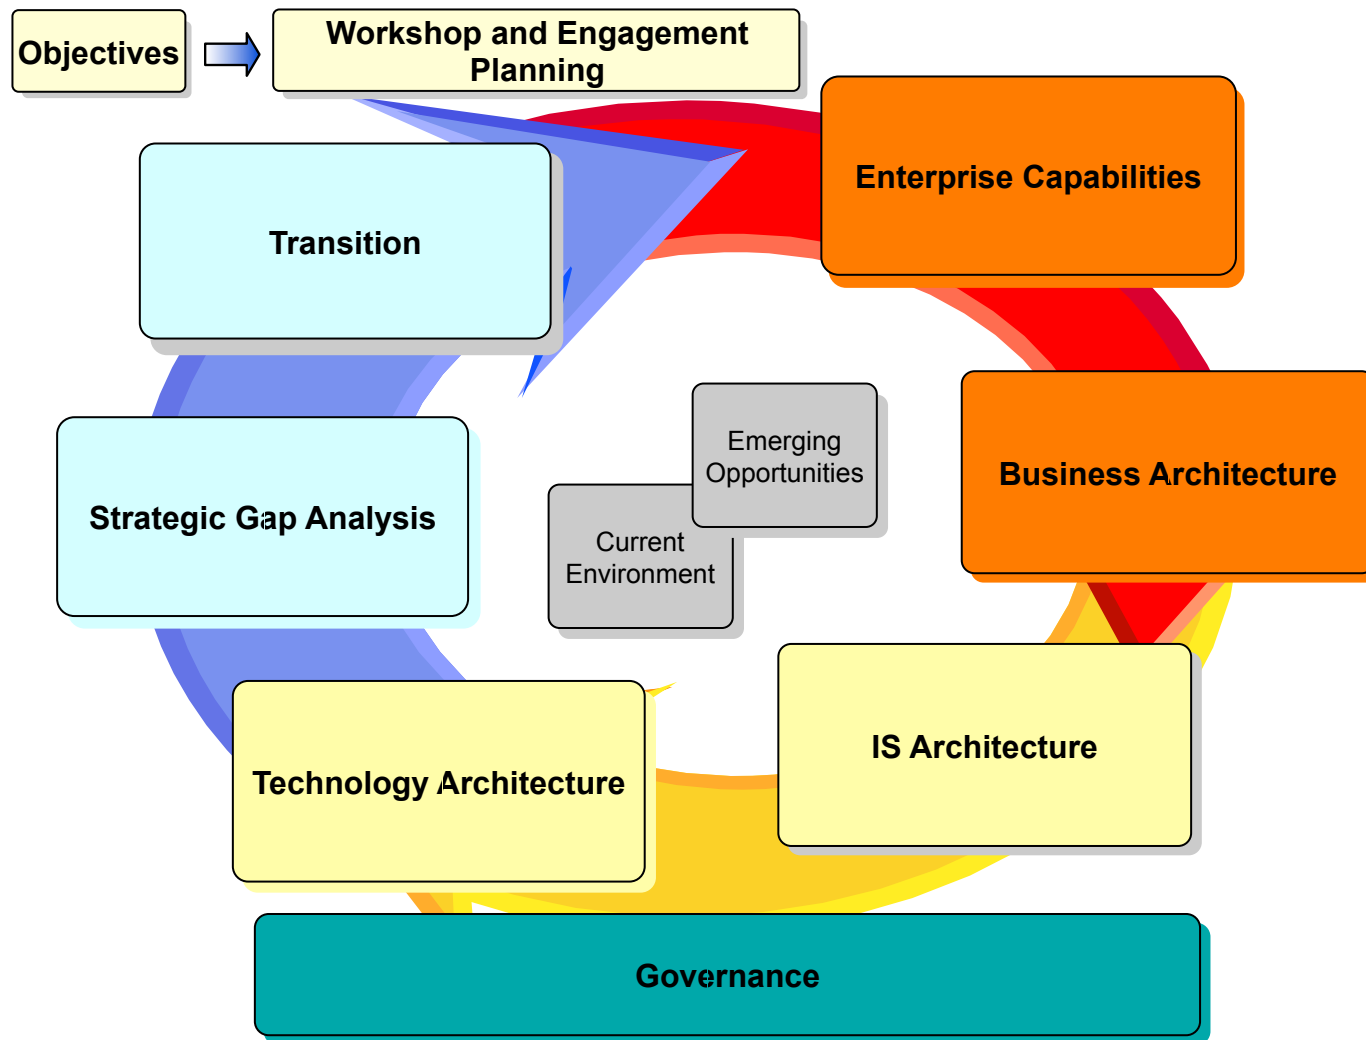 Objectives
Workshop and Engagement
Planning
Enterprise Capabilities
Transition
Emerging
Opportunities
Business Architecture
Strategic Gap Analysis
Current
Environment
IS Architecture
Technology Architecture
Governance